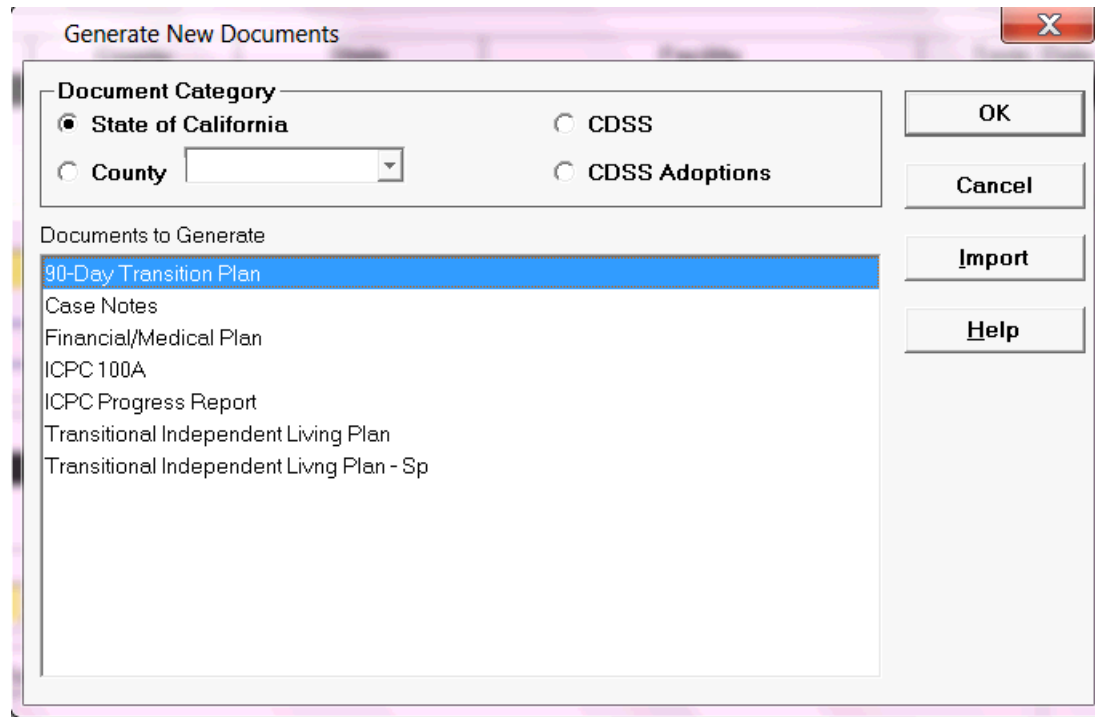 Generate New Documents
X
Document Category
State of California
CDSS
County
CDSS Adoptions
OK
Cancel
Import
Help
Documents to Generate
90-Day Transition Plan
Case Notes
Financial/Medical Plan
ICPC 100A
ICPC Progress Report
Transitional Independent Living Plan
Transitional Independent Livng Plan - Sp